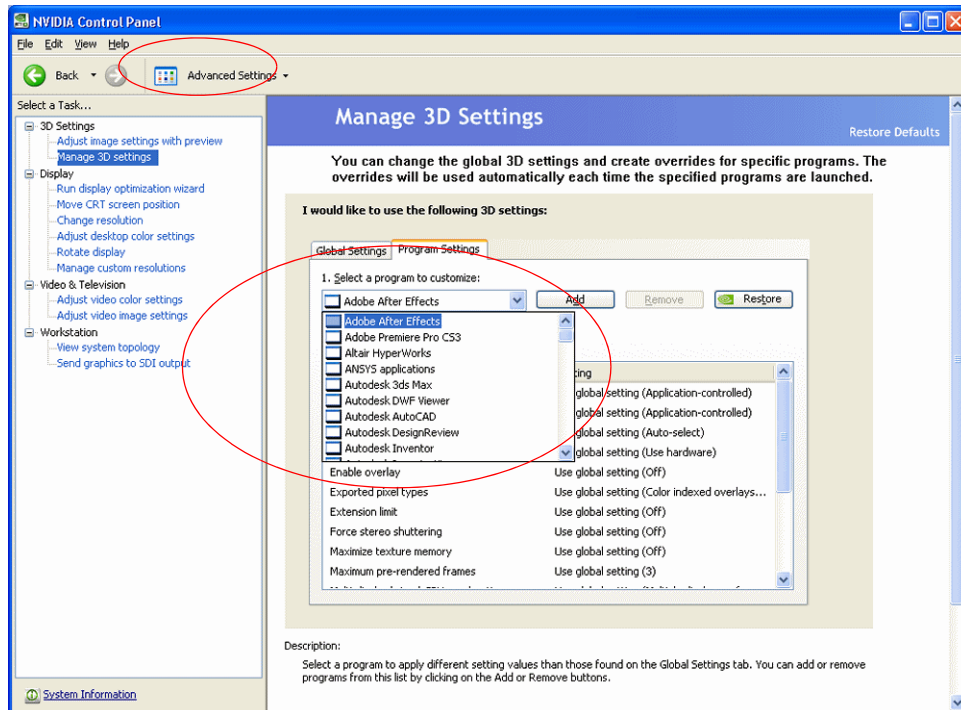 NVIDIA Control Panel
File Edit View Help
Back Advanced Settings
Select a Task...
3D Settings
Adjust image settings with preview
Manage 3D settings
Display
Run display optimization wizard
Move CRT screen position
Change resolution
Adjust desktop color settings
Rotate display
Manage custom resolutions
Video & Television
Adjust video color settings
Adjust video image settings
Workstation
View system topology
Send graphics to SDI output
System Information
Manage 3D Settings
Restore Defaults
You can change the global 3D settings and create overrides for specific programs. The
overrides will be used automatically each time the specified programs are launched.
I would like to use the following 3D settings:
Global Settings Program Settings
1. Select a program to customize:
Adobe After Effects Add Remove Restore
Adobe After Effects
Adobe Premiere Pro CS3
Altair HyperWorks
ANSYS applications
Autodesk 3ds Max
Autodesk DWF Viewer
Autodesk AutoCAD
Autodesk DesignReview
Autodesk Inventor
global setting (Application-controlled)
global setting (Application-controlled)
global setting (Auto-select)
global setting (Use hardware)
Enable overlay Use global setting (Off)
Exported pixel types Use global setting (Color indexed overlays...
Extension limit Use global setting (Off)
Force stereo shuttering Use global setting (Off)
Maximize texture memory Use global setting (Off)
Maximum pre-rendered frames Use global setting (3)
Description:
Select a program to apply different setting values than those found on the Global Settings tab. You can add or remove
programs from this list by clicking on the Add or Remove buttons.